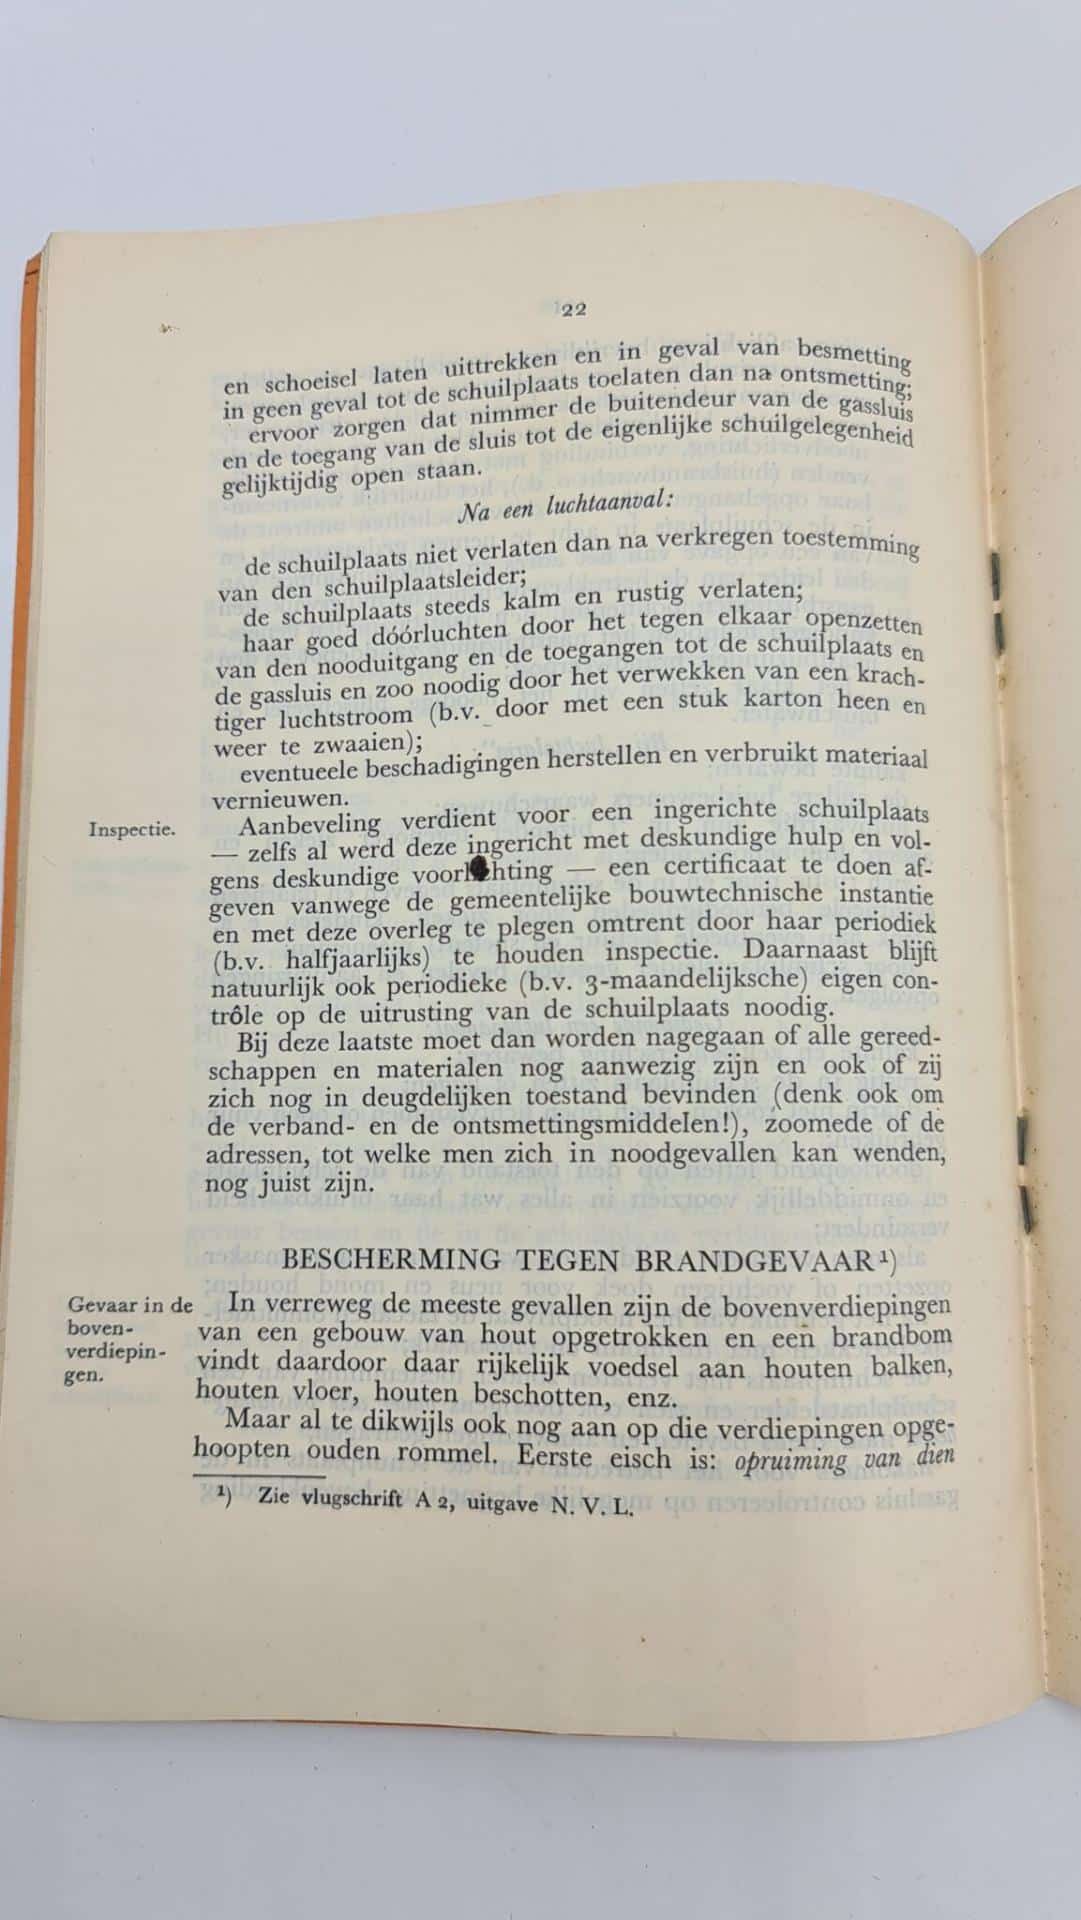 22
en schoeisel laten uittrekken en in geval van besmetting
in geen geval tot de schuilplaats toelaten dan na ontsmetting;
ervoor zorgen dat nimmer de buitendeur van de gassluis
en de toegang van de sluis tot de eigenlijke schuilgelegenheid
gelijktijdig open staan.
Na een luchtaanval:
de schuilplaats niet verlaten dan na verkregen toestemming
van den schuilplaatsleider;
de schuilplaats steeds kalm en rustig verlaten;
haar goed dóórluchten door het tegen elkaar openzetten
van den nooduitgang en de toegangen tot de schuilplaats en
de gassluis en zoo noodig door het verwekken van een krach-
tiger luchtstroom (b.v. door met een stuk karton heen en
weer te zwaaien);
eventueele beschadigingen herstellen en verbruikt materiaal
vernieuwen.
Inspectie.
Aanbeveling verdient voor een ingerichte schuilplaats
— zelfs al werd deze ingericht met deskundige hulp en vol-
gens deskundige voorlichting — een certificaat te doen af-
geven vanwege de gemeentelijke bouwtechnische instantie
en met deze overleg te plegen omtrent door haar periodiek
(b.v. halfjaarlijks) te houden inspectie. Daarnaast blijft
natuurlijk ook periodieke (b.v. 3-maandelijksche) eigen con-
trôle op de uitrusting van de schuilplaats noodig.
Bij deze laatste moet dan worden nagegaan of alle gereed-
schappen en materialen nog aanwezig zijn en ook of zij
zich nog in deugdelijken toestand bevinden (denk ook om
de verband- en de ontsmettingsmiddelen!), zoomede of de
adressen, tot welke men zich in noodgevallen kan wenden,
nog juist zijn.
BESCHERMING TEGEN BRANDGEVAAR ¹)
Gevaar in de
boven-
verdiepin-
gen.
In verreweg de meeste gevallen zijn de bovenverdiepingen
van een gebouw van hout opgetrokken en een brandbom
vindt daardoor daar rijkelijk voedsel aan houten balken,
houten vloer, houten beschotten, enz.
Maar al te dikwijls ook nog aan op die verdiepingen opge-
hoopten ouden rommel. Eerste eisch is: opruiming van dien
¹) Zie vlugschrift A 2, uitgave N. V. L.